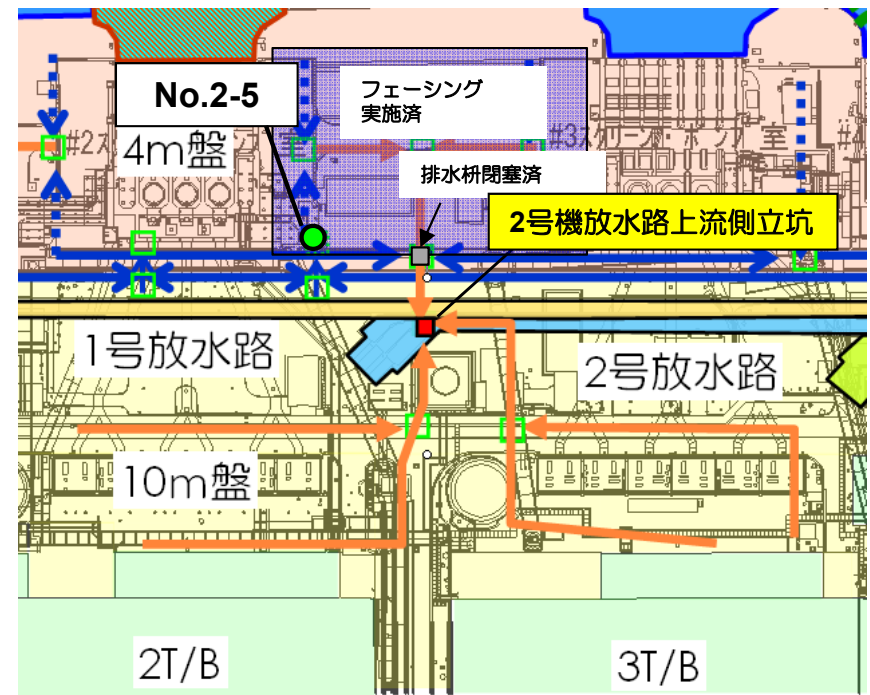 No.2-5
フェーシング
実施済
#2ス
4m盤
室
#3スクリーン・ポンプ
室
#4
排水枡閉塞済
2号機放水路上流側立坑
1号放水路
2号放水路
10m盤
2T/B
3T/B